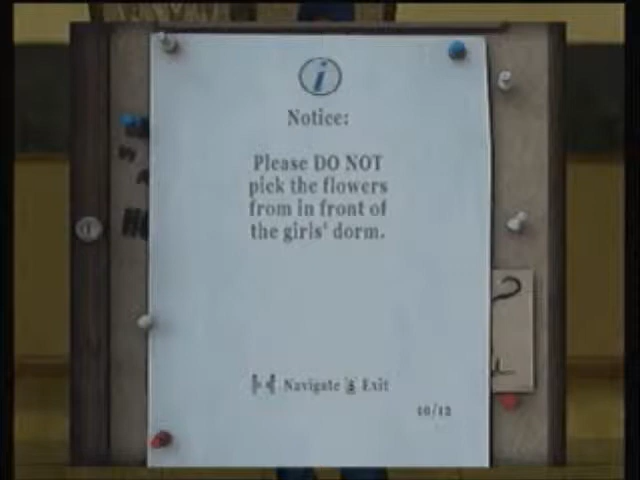 i
Notice:
Please DO NOT
pick the flowers
from in front of
the girls' dorm.
Navigate Exit
10/12